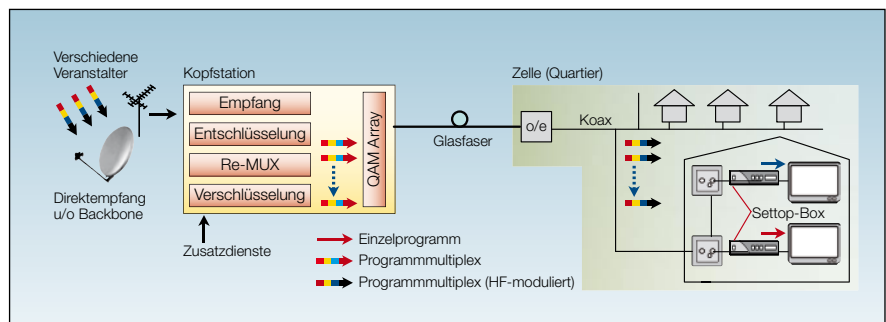 Verschiedene
Veranstalter
Kopfstation
Zelle (Quartier)
Empfang
Entschlüsselung
Re-MUX
Verschlüsselung
QAM Array
Glasfaser
o/e
Koax
Direktempfang
u/o Backbone
Zusatzdienste
Settop-Box
Einzelprogramm
Programmmultiplex
Programmmultiplex (HF-moduliert)